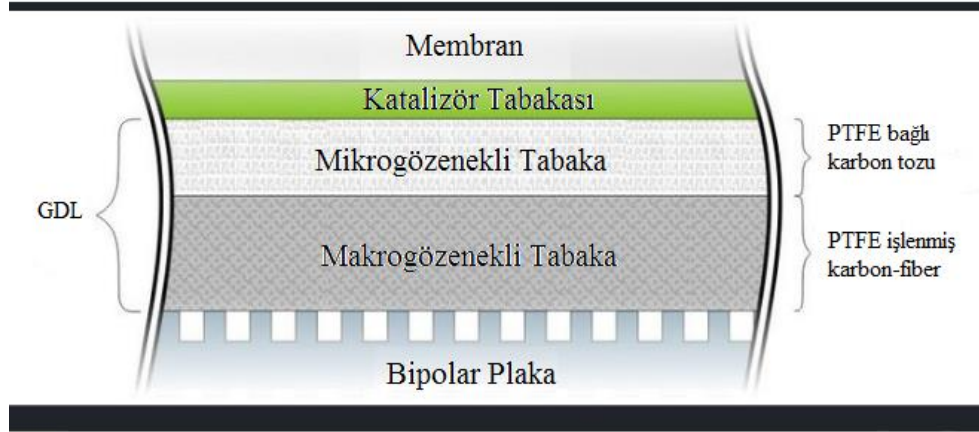 Membran
Katalizör Tabakası
Mikrogözenekli Tabaka
PTFE bağlı
karbon tozu
GDL
Makrogözenekli Tabaka
PTFE işlenmiş
karbon-fiber
Bipolar Plaka